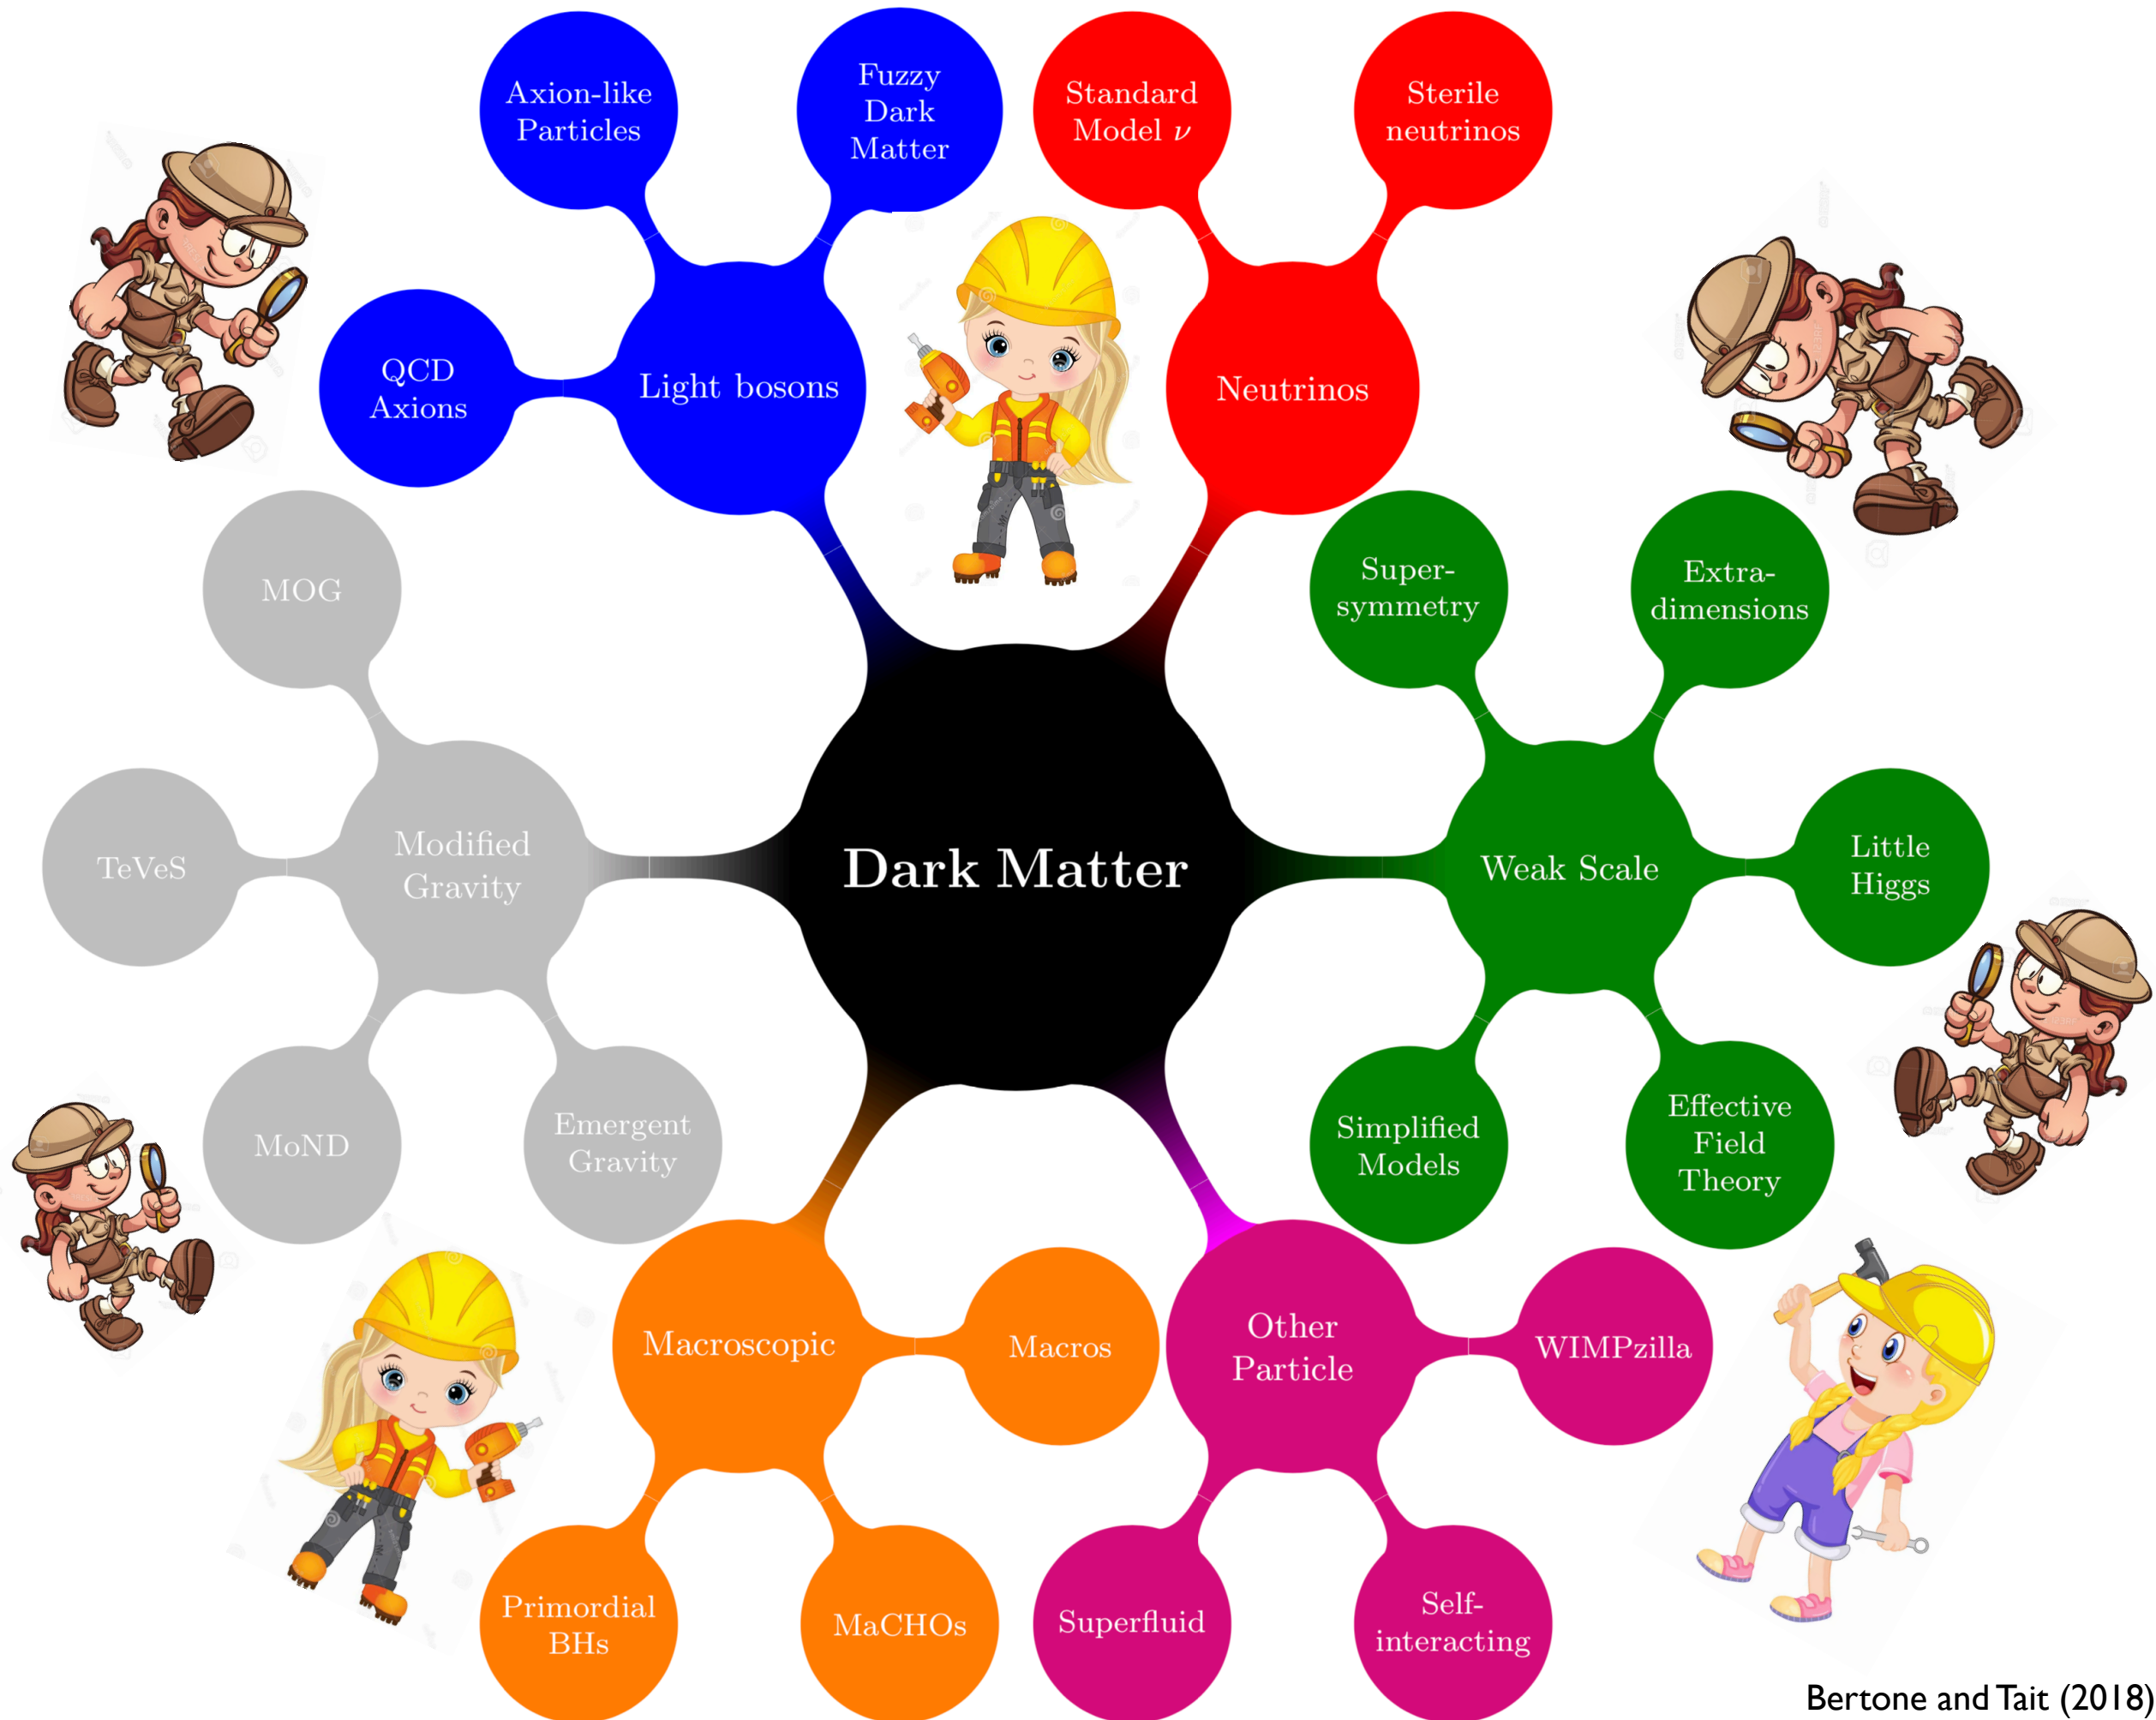 Axion-like
Particles
Fuzzy
Dark
Matter
Standard
Model ν
Sterile
neutrinos
QCD
Axions
Light bosons
Neutrinos
MOG
Super-
symmetry
Extra-
dimensions
TeVeS
Modified
Gravity
Dark Matter
Weak Scale
Little
Higgs
MoND
Emergent
Gravity
Simplified
Models
Effective
Field
Theory
Macroscopic
Macros
Other
Particle
WIMPzilla
Primordial
BHs
MaCHOs
Superfluid
Self-
interacting
Bertone and Tait (2018)